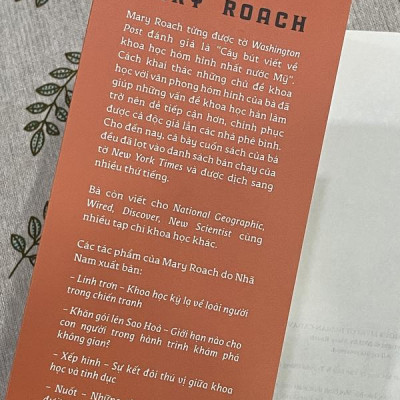 ROACH
Mary Roach từng được tờ Washington
Post đánh giá là "Cây bút viết về
khoa học hóm hỉnh nhất nước Mỹ".
Cách khai thác những chủ đề khoa
học với văn phong hóm hỉnh của bà đã
giúp những vấn đề khoa học hàn lâm
trở nên dễ tiếp cận hơn, chinh phục
được cả độc giả lẫn các nhà phê bình.
Cho đến nay, cả bảy cuốn sách của bà
đều đã lọt vào danh sách bán chạy của
tờ New York Times và được dịch sang
nhiều thứ tiếng.
Bà còn viết cho National Geographic,
Wired, Discover, New Scientist cùng
nhiều tạp chí khoa học khác.
Các tác phẩm của Mary Roach do Nhã
Nam xuất bản:
- Linh trơn – Khoa học kỳ lạ về loài người
trong chiến tranh
- Khăn gói lên Sao Hoả – Giới hạn nào cho
con người trong hành trình khám phá
không gian?
- Xếp hình – Sự kết đôi thú vị giữa khoa
học và tình dục
- Nuốt – Những